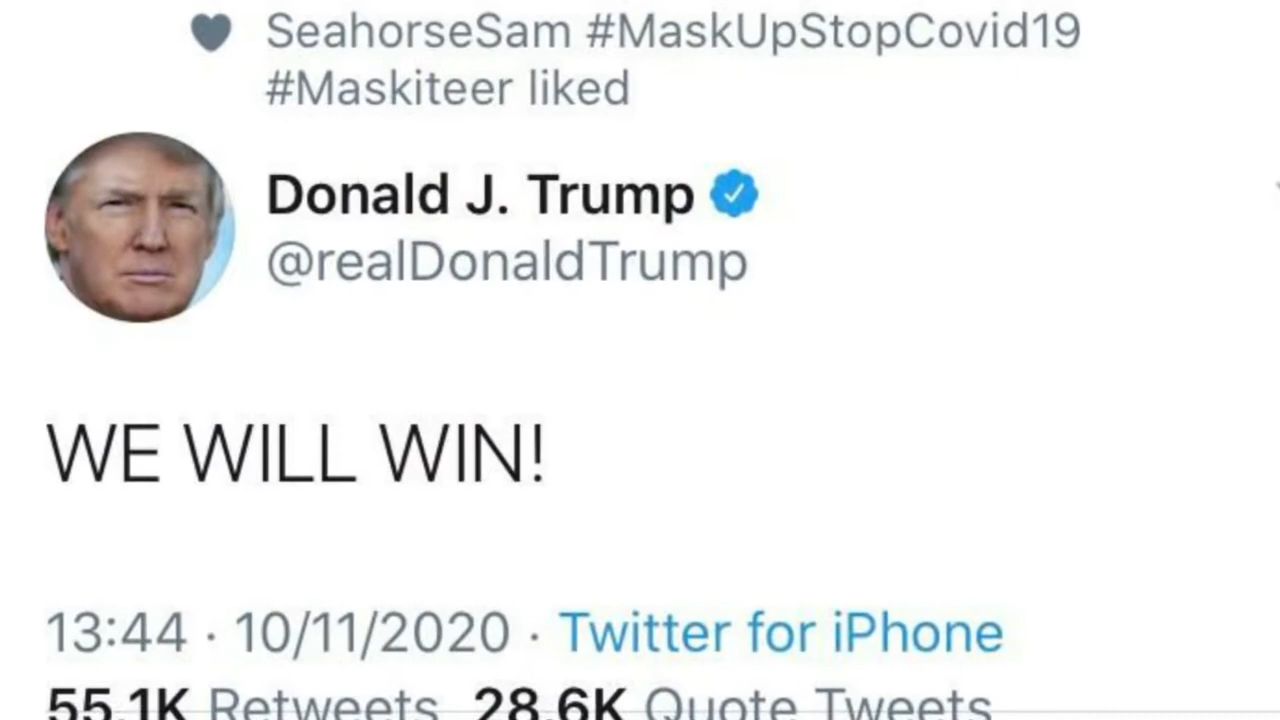 SeahorseSam #MaskUpStopCovid19
#Maskiteer liked
Donald J. Trump
@realDonaldTrump
WE WILL WIN!
13:44 · 10/11/2020 · Twitter for iPhone
55.1K Retweets 28.6K Quote Tweets